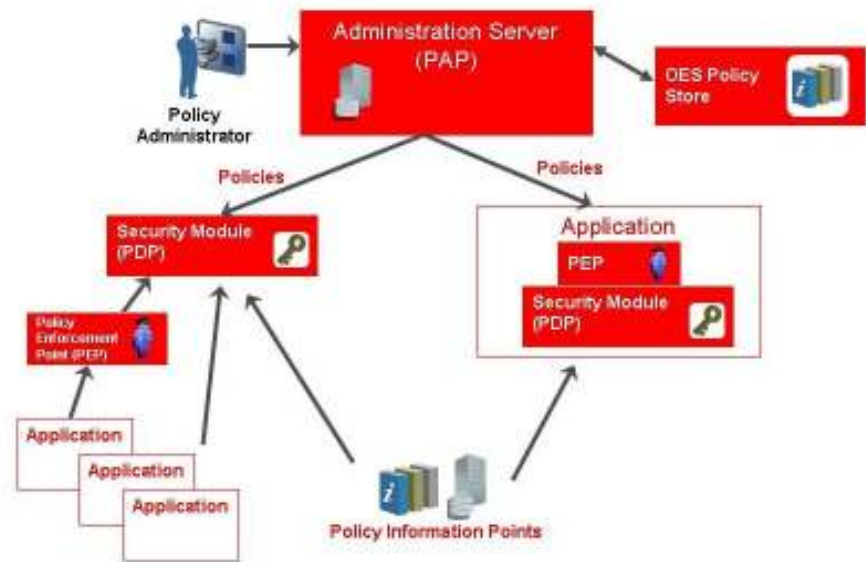 Administration Server
(PAP)
OES Policy
Store
Policy
Administrator
Policies
Policies
Security Module
(PDP)
Application
PEP
Security Module
(PDP)
Policy
Enforcement
Point (PEP)
Application
Application
Application
Policy Information Points